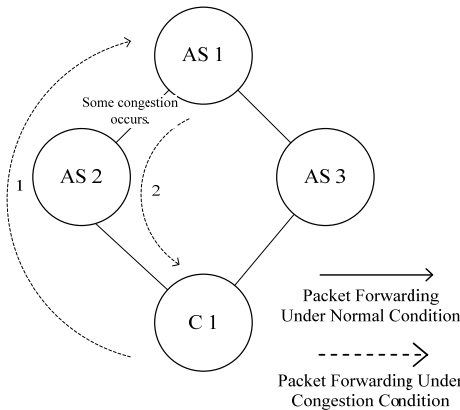 AS 1
Some congestion
occurs.
AS 2
1
2
AS 3
C 1
Packet Forwarding
Under Normal Condition
Packet Forwarding Under
Congestion Condition